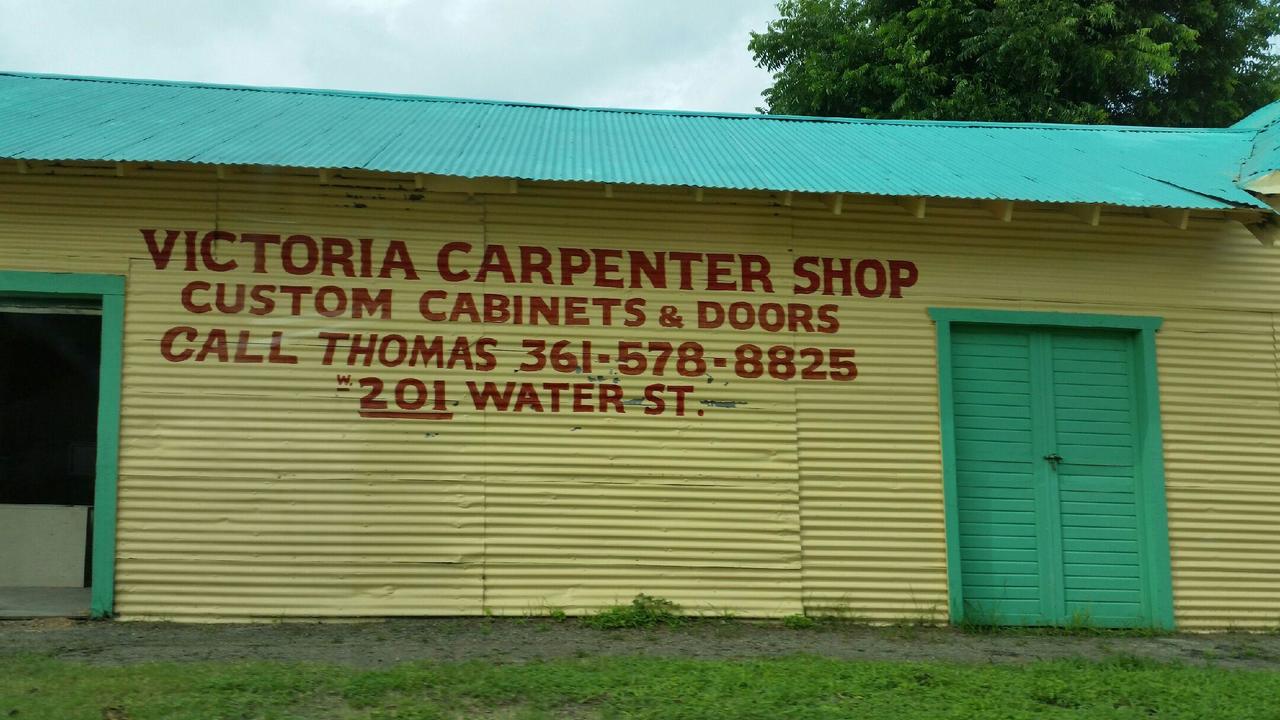 VICTORIA CARPENTER SHOP
CUSTOM CABINETS & DOORS
CALL THOMAS 361-578-8825
W. 201 WATER ST.